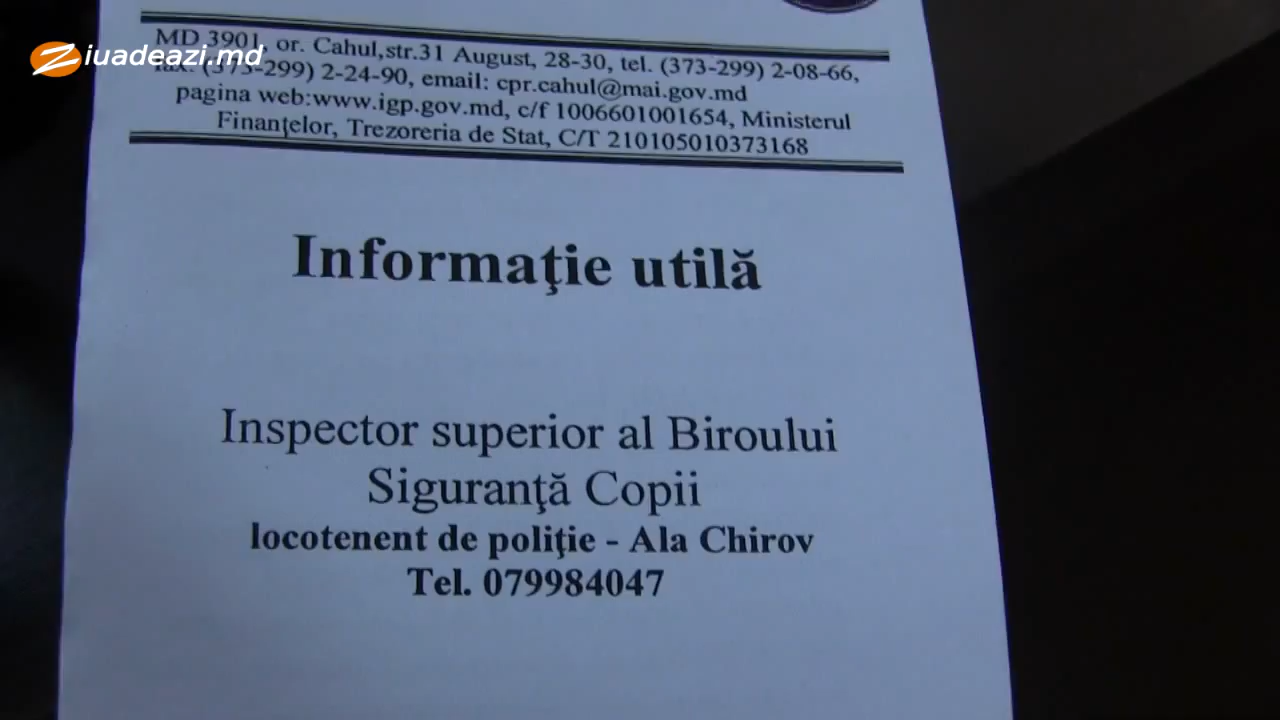 Ziuadeazi.md
MD 3901, or. Cahul,str.31 August, 28-30, tel. (373-299) 2-08-66,
fax. (373-299) 2-24-90, email: cpr.cahul@mai.gov.md
pagina web:www.igp.gov.md, c/f 1006601001654, Ministerul
Finanţelor, Trezoreria de Stat, C/T 210105010373168
Informaţie utilă
Inspector superior al Biroului
Siguranţă Copii
locotenent de poliţie - Ala Chirov
Tel. 079984047